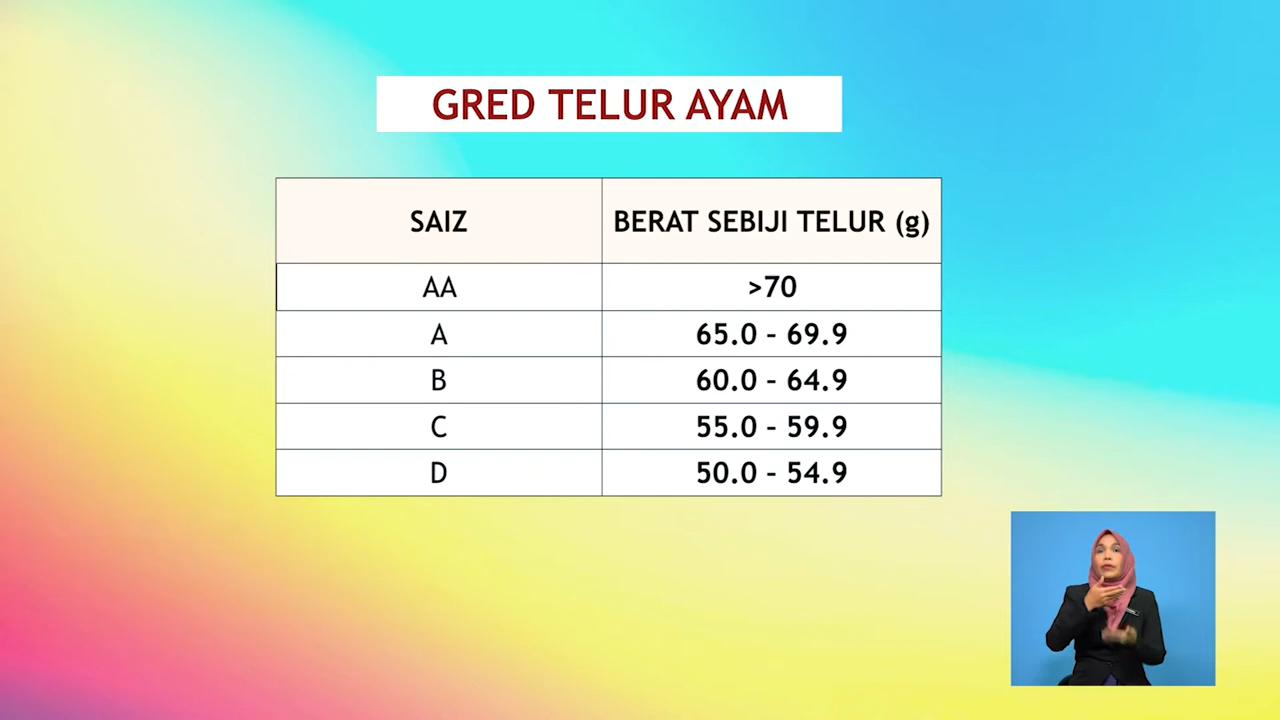 GRED TELUR AYAM
SAIZ BERAT SEBIJI TELUR (g)
AA >70
A 65.0 – 69.9
B 60.0 – 64.9
C 55.0 – 59.9
D 50.0 – 54.9